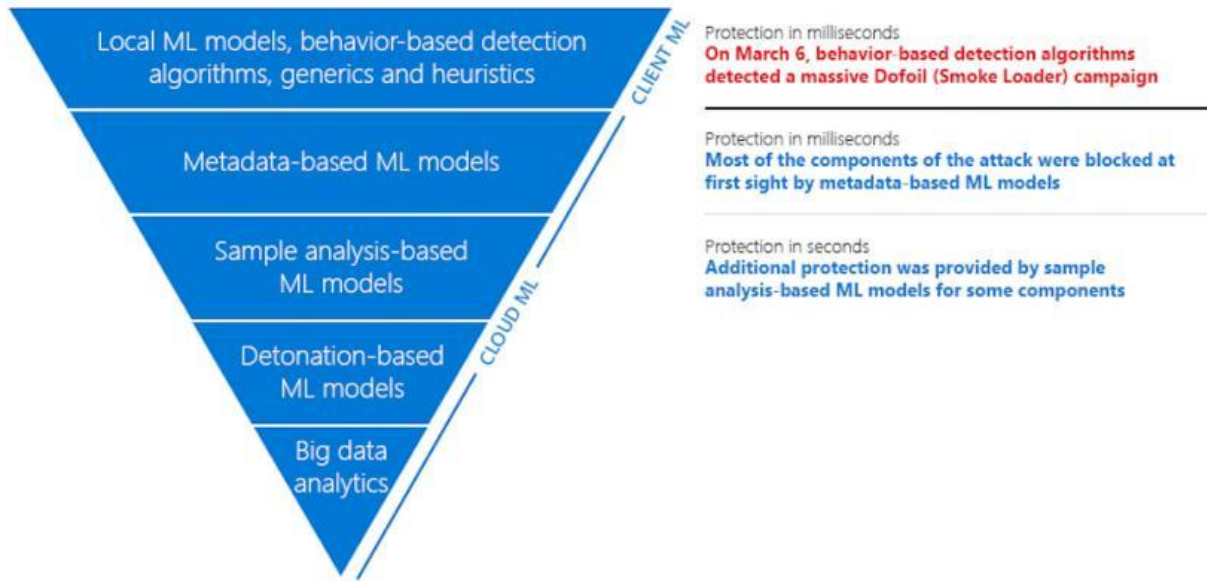 Local ML models, behavior-based detection
algorithms, generics and heuristics
CLIENT ML
Protection in milliseconds
On March 6, behavior-based detection algorithms
detected a massive Dofoil (Smoke Loader) campaign
Metadata-based ML models
Protection in milliseconds
Most of the components of the attack were blocked at
first sight by metadata-based ML models
Sample analysis-based
ML models
Protection in seconds
Additional protection was provided by sample
analysis-based ML models for some components
CLOUD ML
Detonation-based
ML models
Big data
analytics